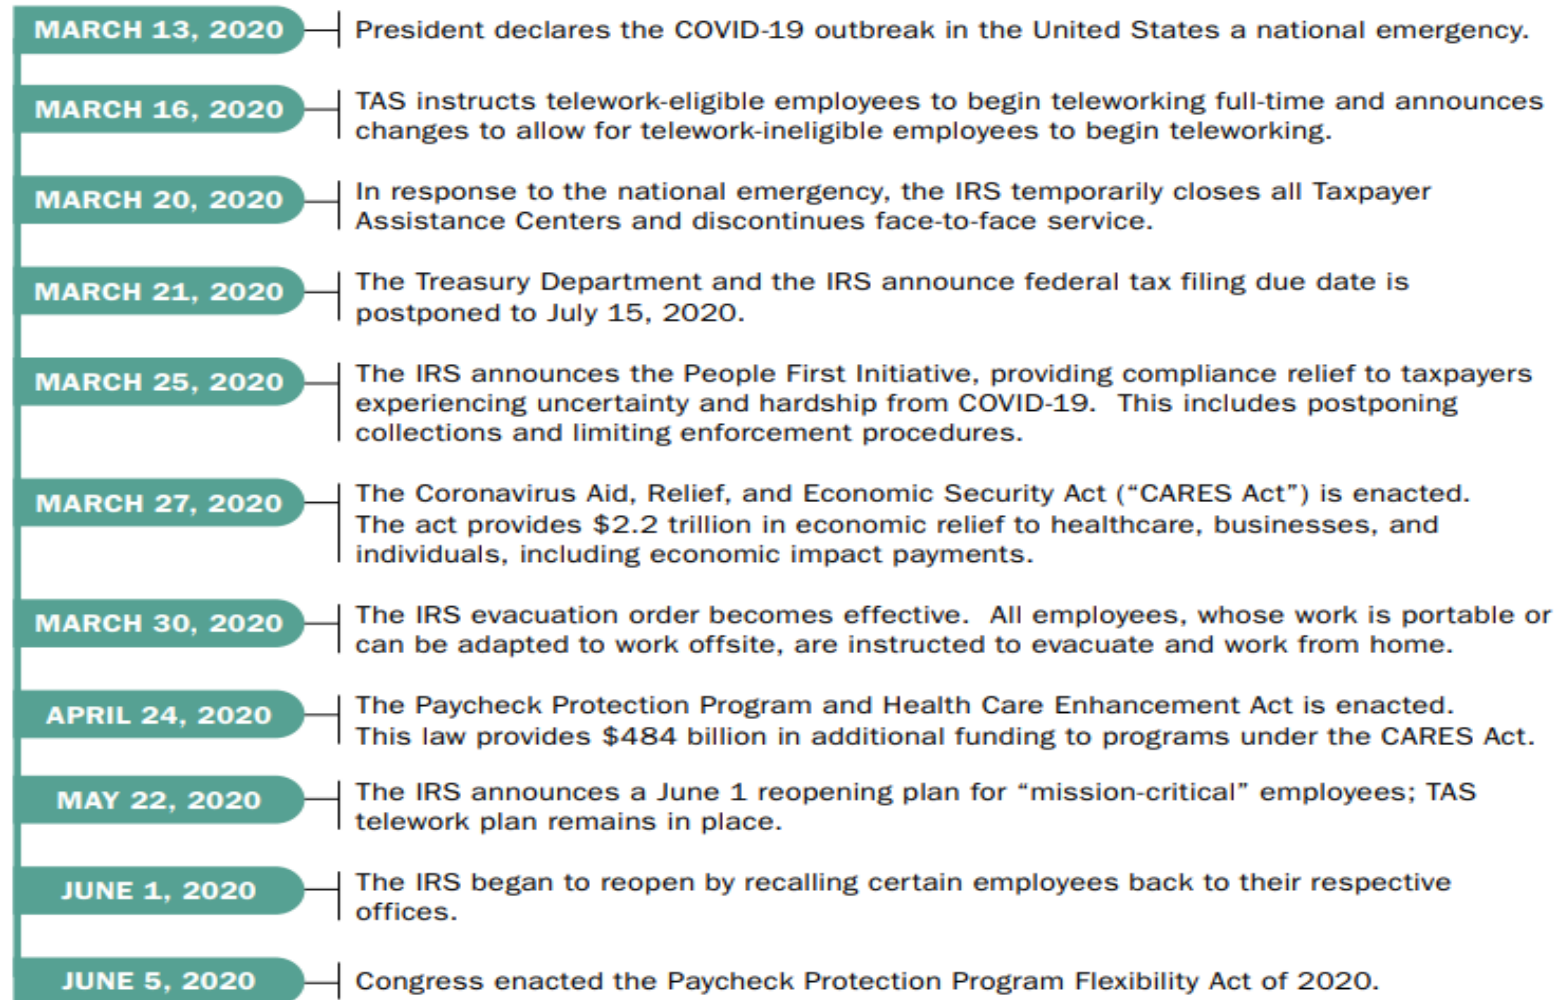 MARCH 13, 2020
President declares the COVID-19 outbreak in the United States a national emergency.
MARCH 16, 2020
TAS instructs telework-eligible employees to begin teleworking full-time and announces
changes to allow for telework-ineligible employees to begin teleworking.
MARCH 20, 2020
In response to the national emergency, the IRS temporarily closes all Taxpayer
Assistance Centers and discontinues face-to-face service.
MARCH 21, 2020
The Treasury Department and the IRS announce federal tax filing due date is
postponed to July 15, 2020.
MARCH 25, 2020
The IRS announces the People First Initiative, providing compliance relief to taxpayers
experiencing uncertainty and hardship from COVID-19.  This includes postponing
collections and limiting enforcement procedures.
MARCH 27, 2020
The Coronavirus Aid, Relief, and Economic Security Act (“CARES Act”) is enacted.
The act provides $2.2 trillion in economic relief to healthcare, businesses, and
individuals, including economic impact payments.
MARCH 30, 2020
The IRS evacuation order becomes effective.  All employees, whose work is portable or
can be adapted to work offsite, are instructed to evacuate and work from home.
APRIL 24, 2020
The Paycheck Protection Program and Health Care Enhancement Act is enacted.
This law provides $484 billion in additional funding to programs under the CARES Act.
MAY 22, 2020
The IRS announces a June 1 reopening plan for “mission-critical” employees; TAS
telework plan remains in place.
JUNE 1, 2020
The IRS began to reopen by recalling certain employees back to their respective
offices.
JUNE 5, 2020
Congress enacted the Paycheck Protection Program Flexibility Act of 2020.